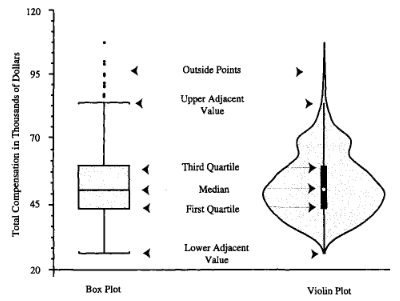 Total Compensation in Thousands of Dollars
120
95
70
45
20
Outside Points
Upper Adjacent
Value
Third Quartile
Median
First Quartile
Lower Adjacent
Value
Box Plot
Violin Plot